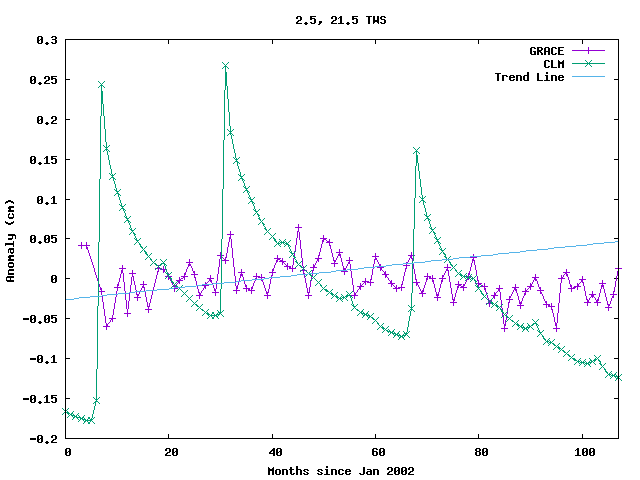 2.5, 21.5 TWS
GRACE
CLM
Trend Line
0.3
0.25
0.2
0.15
0.1
0.05
0
-0.05
-0.1
-0.15
-0.2
Anomaly (cm)
0 20 40 60 80 100
Months since Jan 2002